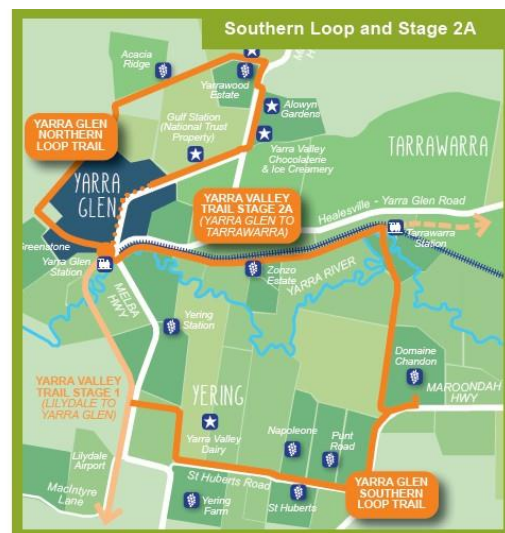 Southern Loop and Stage 2A
Acacia
Ridge
Yarrawood
Estate
Alowyn
Gardens
Gulf Station
(National Trust
Property)
YARRA GLEN
NORTHERN
LOOP TRAIL
Yarra Valley
Chocolaterie
& Ice Creamery
TARRAWARRA
YARRA
GLEN
YARRA VALLEY
TRAIL STAGE 2A
(YARRA GLEN TO
TARRAWARRA)
Healesville - Yarra Glen Road
Greenstone
Yarra Glen
Station
Tarrawarra
Station
Zonzo
Estate
YARRA RIVER
MELBA
HWY
Yering
Station
Domaine
Chandon
MAROONDAH
HWY
YARRA VALLEY
TRAIL STAGE 1
(LILYDALE TO
YARRA GLEN)
YERING
Yarra Valley
Dairy
Napoleone
Punt
Road
Lilydale
Airport
MacIntyre
Lane
St Huberts Road
Yering
Farm
St Huberts
YARRA GLEN
SOUTHERN
LOOP TRAIL